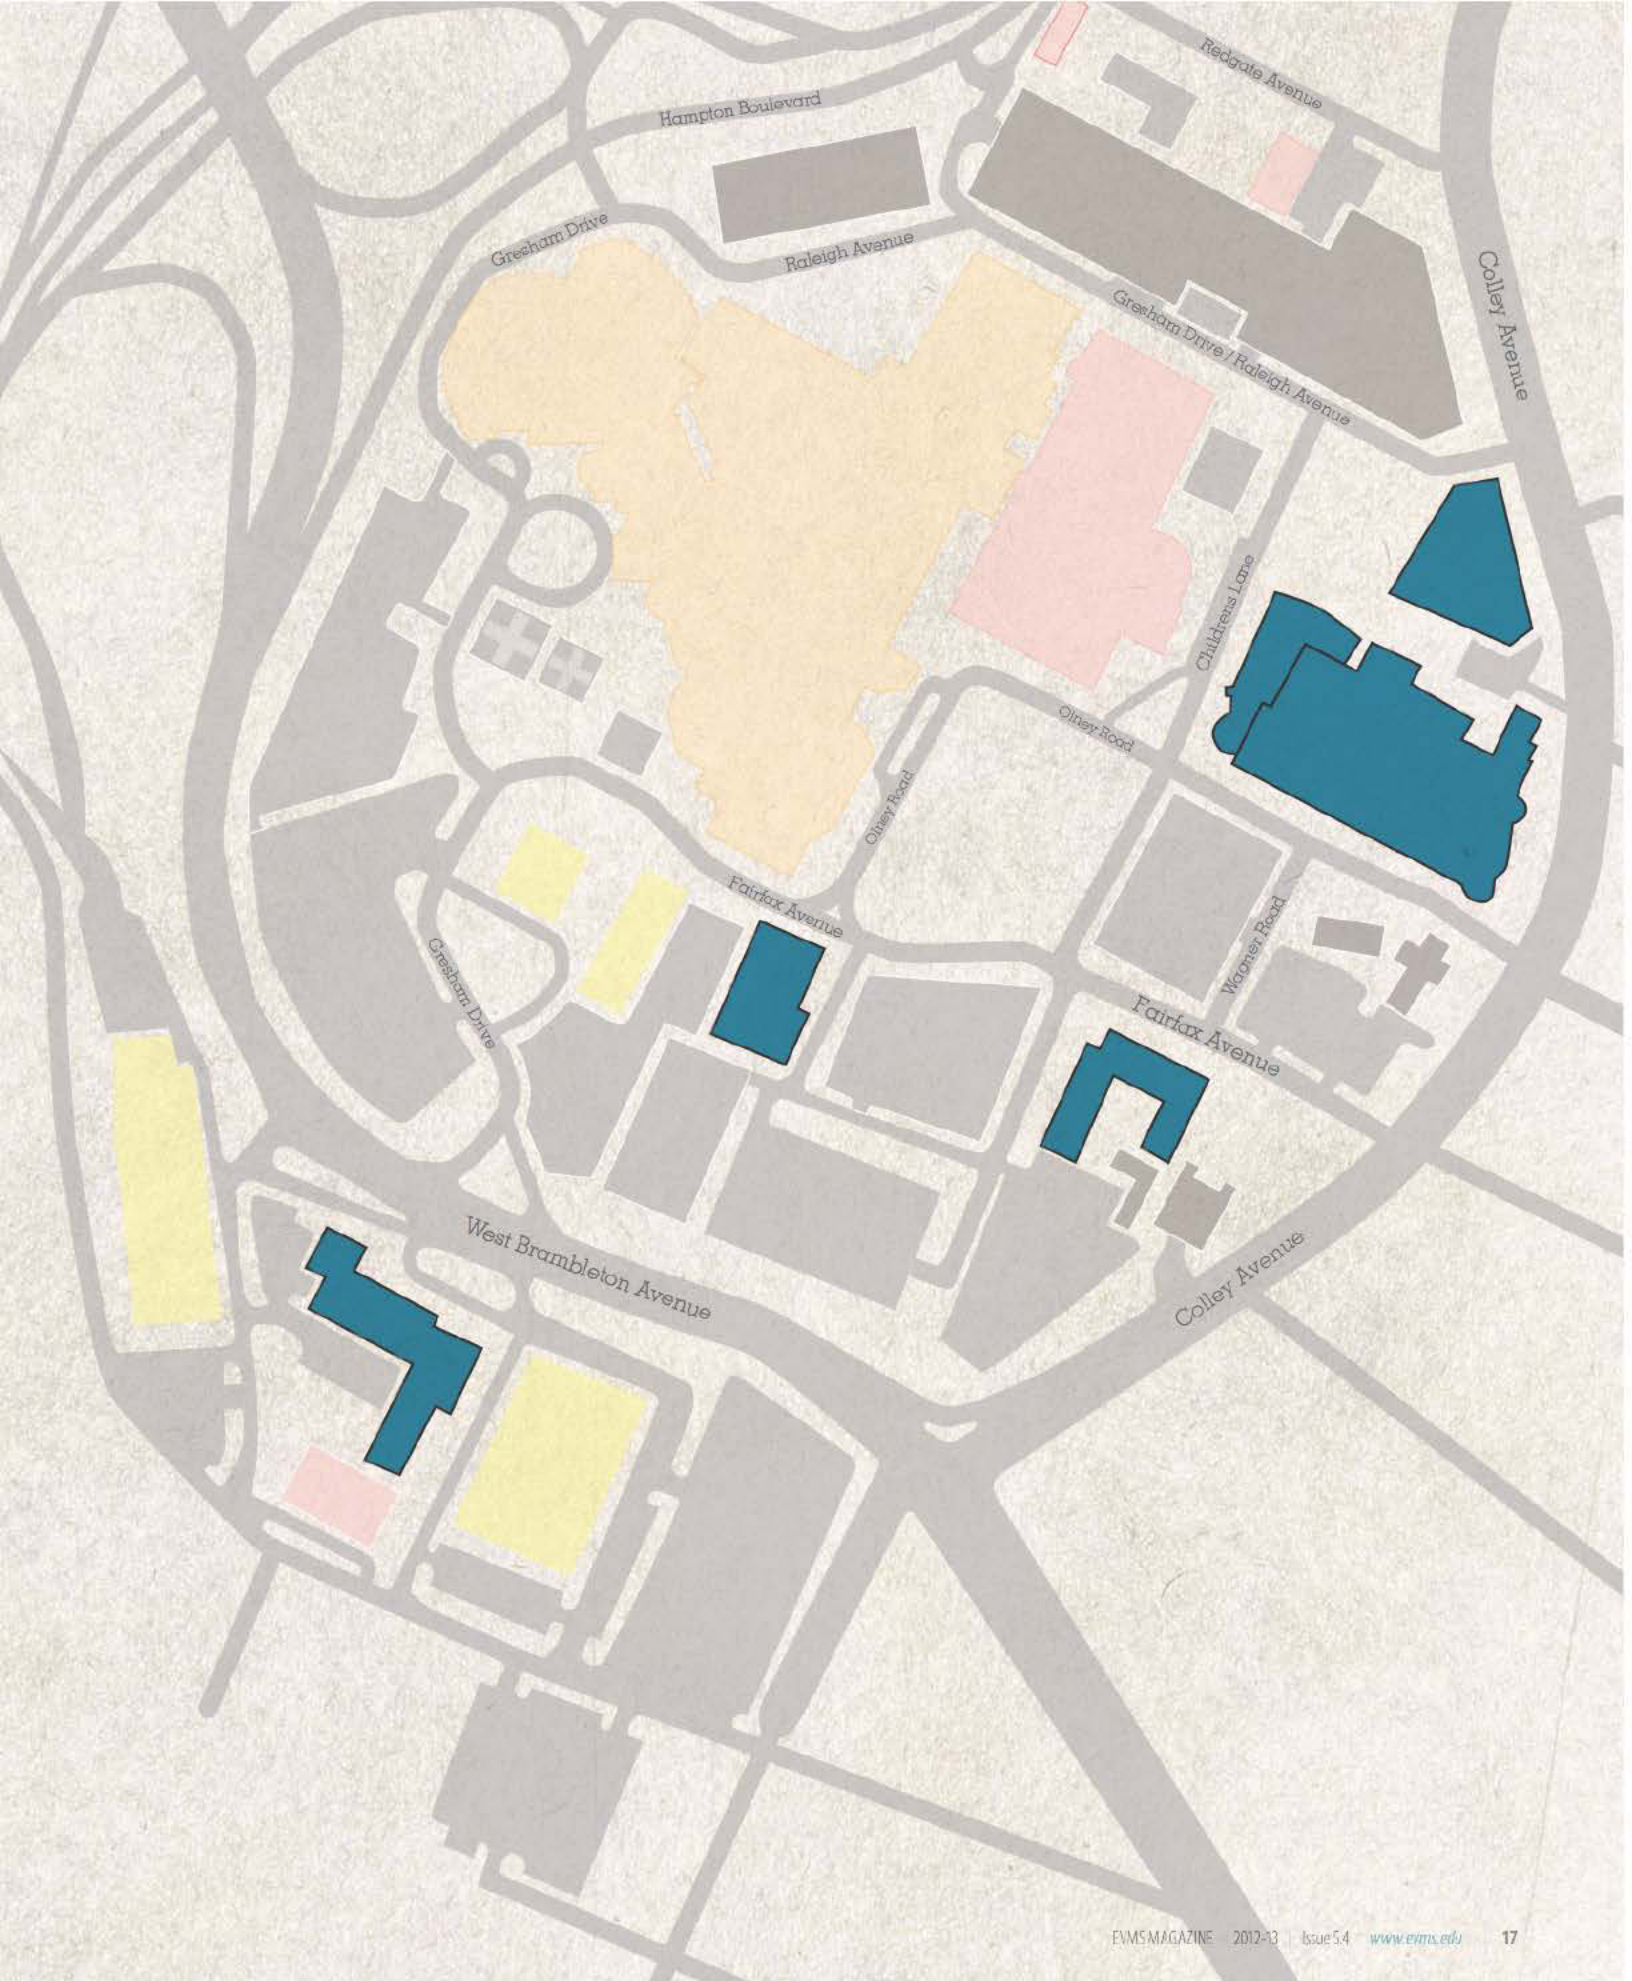 Redgate Avenue
Hampton Boulevard
Gresham Drive
Raleigh Avenue
Colley Avenue
Gresham Drive / Raleigh Avenue
Childrens Lane
Olney Road
Olney Road
Fairfax Avenue
Wagner Road
Gresham Drive
Fairfax Avenue
West Brambleton Avenue
Colley Avenue
EVMS MAGAZINE | 2012-13 | Issue 5.4 www.evms.edu 17